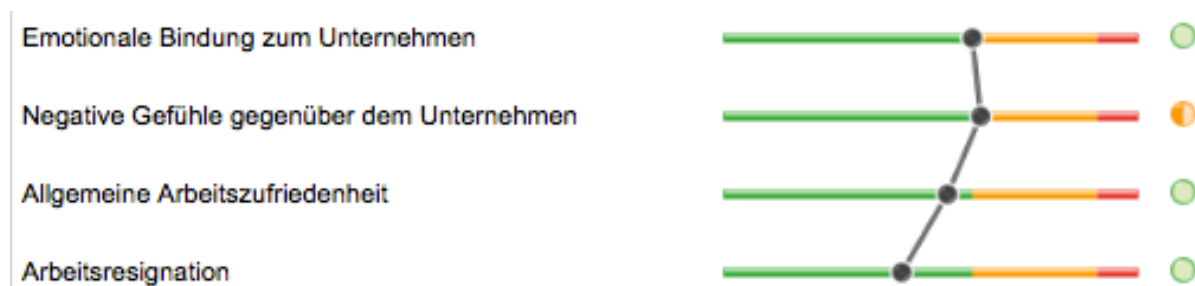 Emotionale Bindung zum Unternehmen
Negative Gefühle gegenüber dem Unternehmen
Allgemeine Arbeitszufriedenheit
Arbeitsresignation